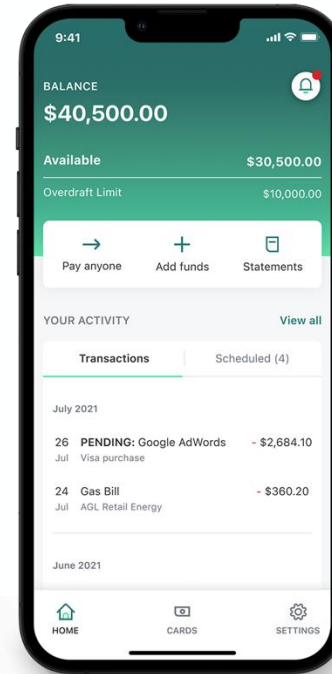 9:41
BALANCE
$40,500.00
Available $30,500.00
Overdraft Limit $10,000.00
Pay anyone Add funds Statements
YOUR ACTIVITY View all
Transactions Scheduled (4)
July 2021
26 PENDING: Google AdWords - $2,684.10
Jul Visa purchase
24 Gas Bill - $360.20
Jul AGL Retail Energy
June 2021
HOME CARDS SETTINGS